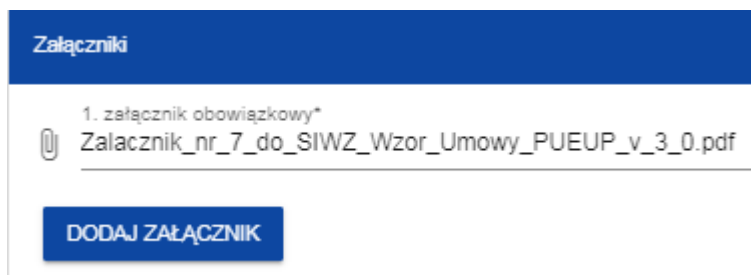 Załączniki
1. załącznik obowiązkowy*
Zalacznik_nr_7_do_SIWZ_Wzor_Umowy_PUEUP_v_3_0.pdf
DODAJ ZAŁĄCZNIK